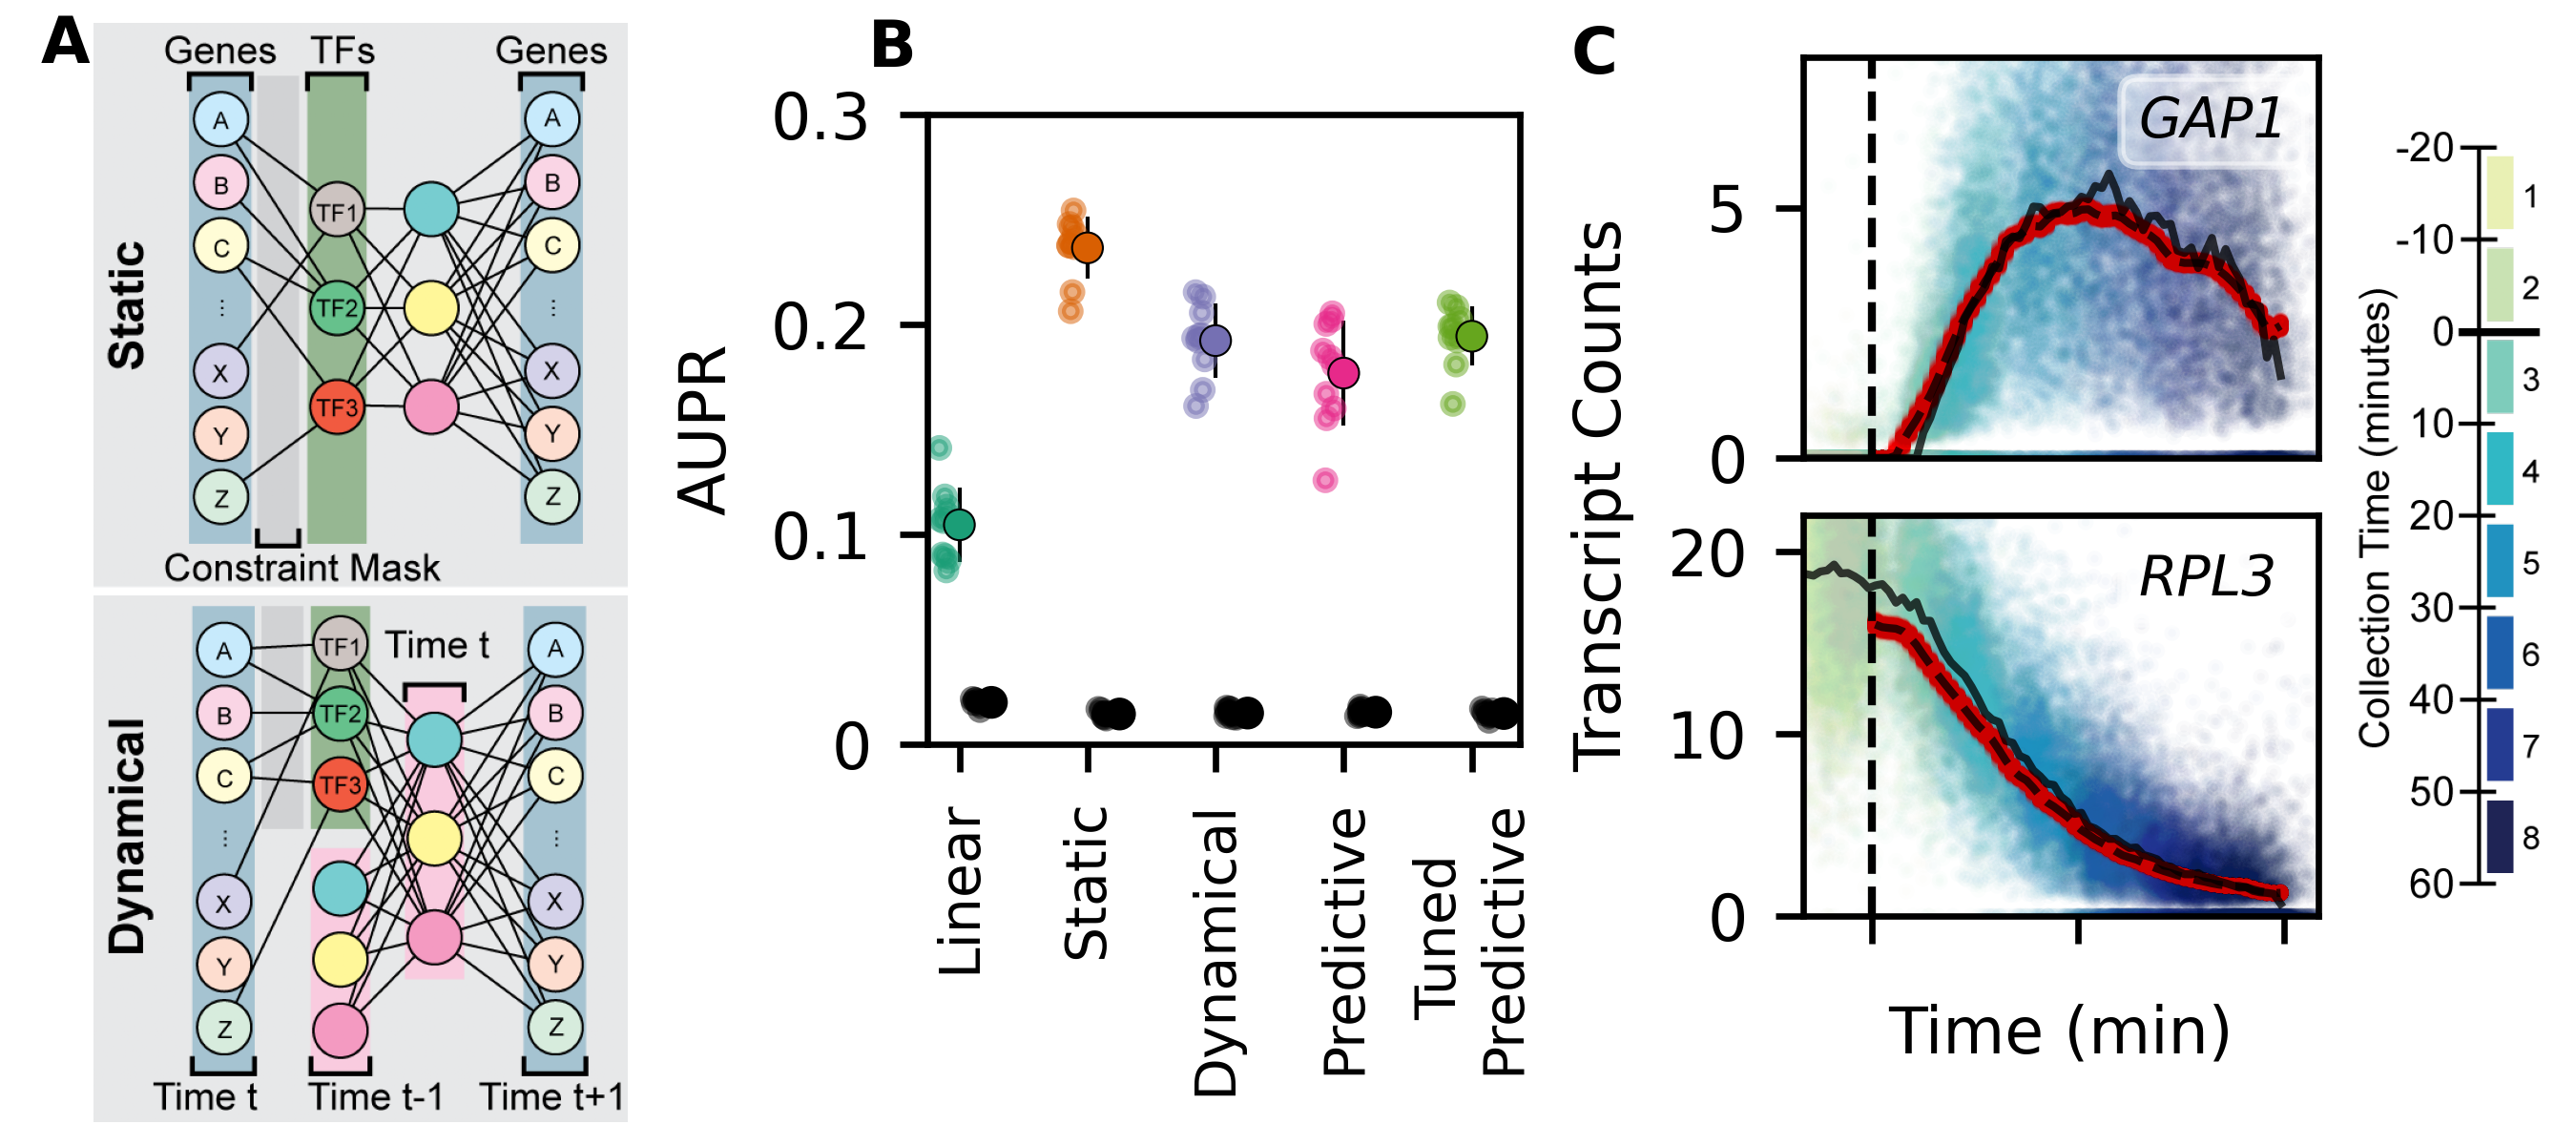 A
Genes TFs Genes
Static
A
B
C
⋮
X
Y
Z
TF1
TF2
TF3
A
B
C
⋮
X
Y
Z
Constraint Mask
Dynamical
A
B
C
⋮
X
Y
Z
TF1
TF2
TF3
Time t
A
B
C
⋮
X
Y
Z
Time t Time t-1 Time t+1
B
AUPR
0.3
0.2
0.1
0
Linear
Static
Dynamical
Predictive
Tuned
Predictive
C
Transcript Counts
GAP1
5
0
RPL3
20
10
0
Time (min)
Collection Time (minutes)
-20
-10
0
10
20
30
40
50
60
1
2
3
4
5
6
7
8